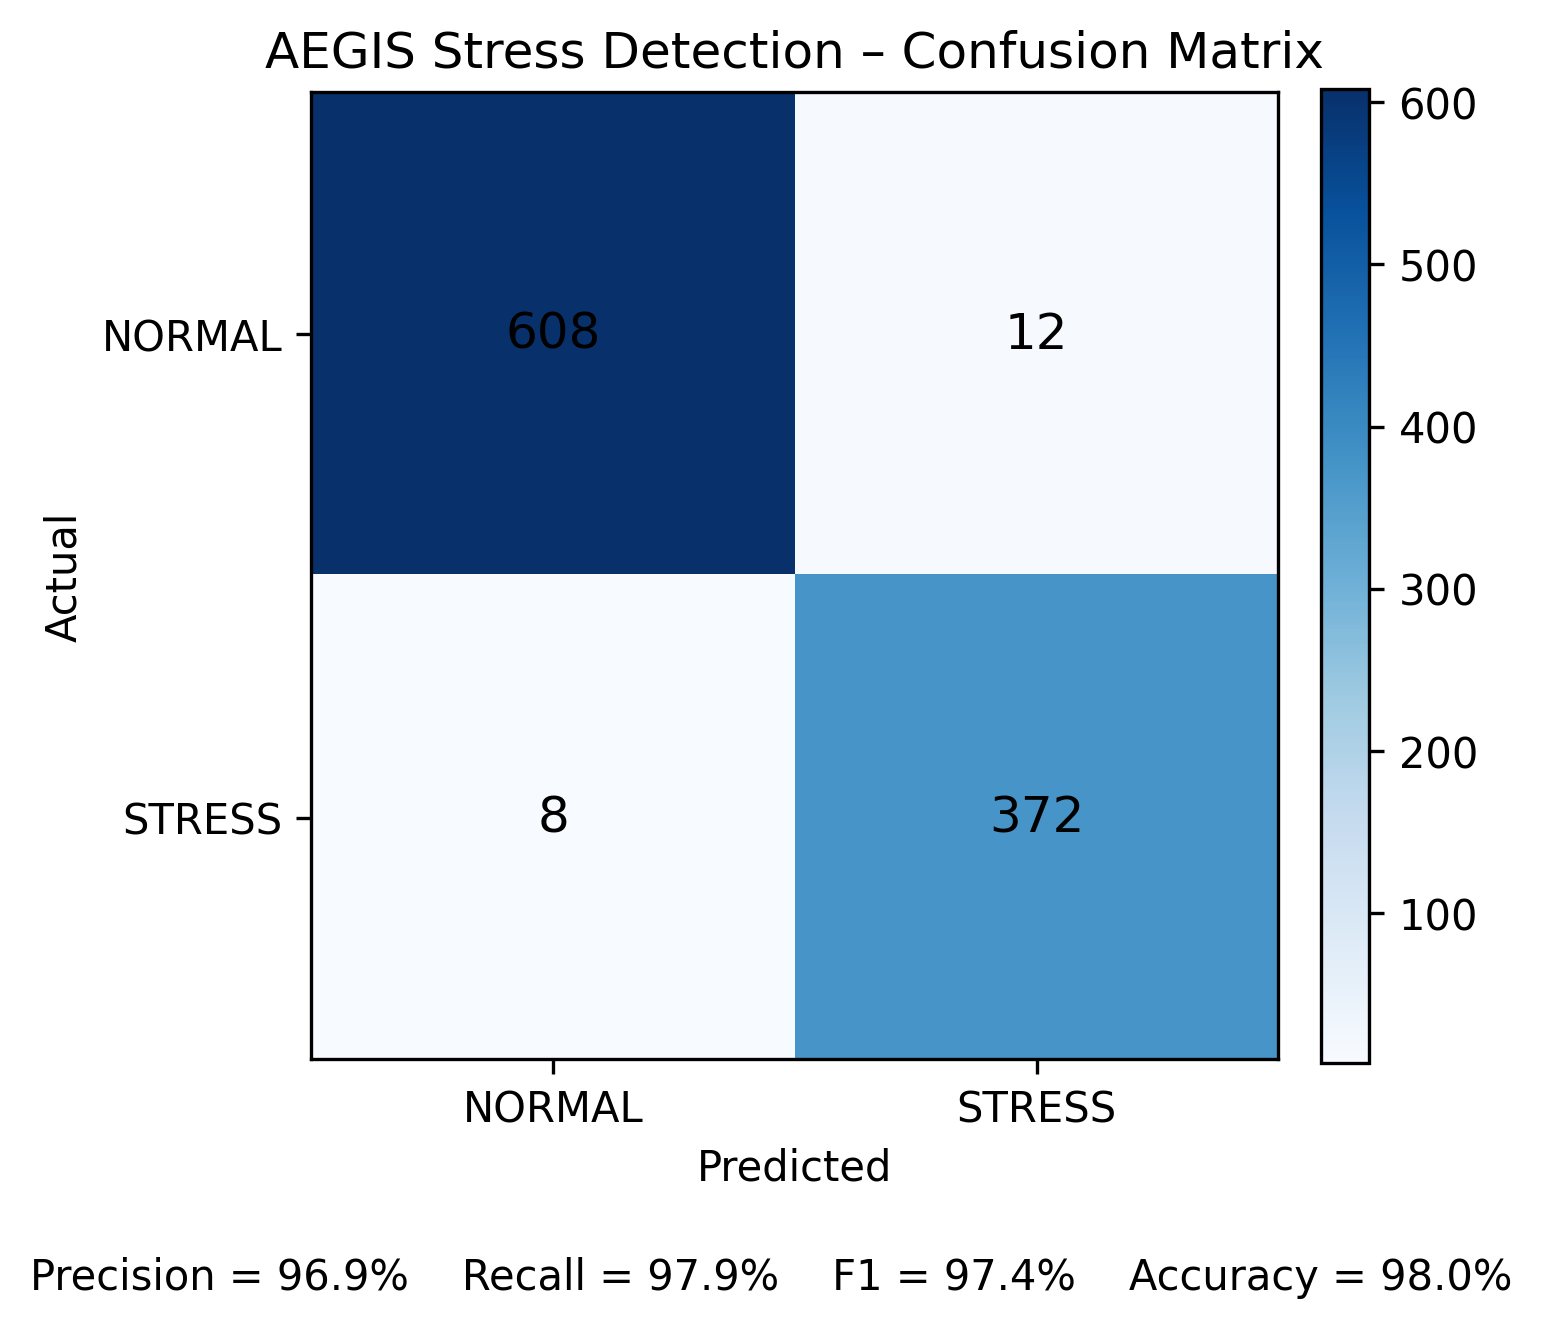 AEGIS Stress Detection – Confusion Matrix
600
500
400
300
200
100
NORMAL
608
12
Actual
STRESS
8
372
NORMAL
STRESS
Predicted
Precision = 96.9% Recall = 97.9% F1 = 97.4% Accuracy = 98.0%